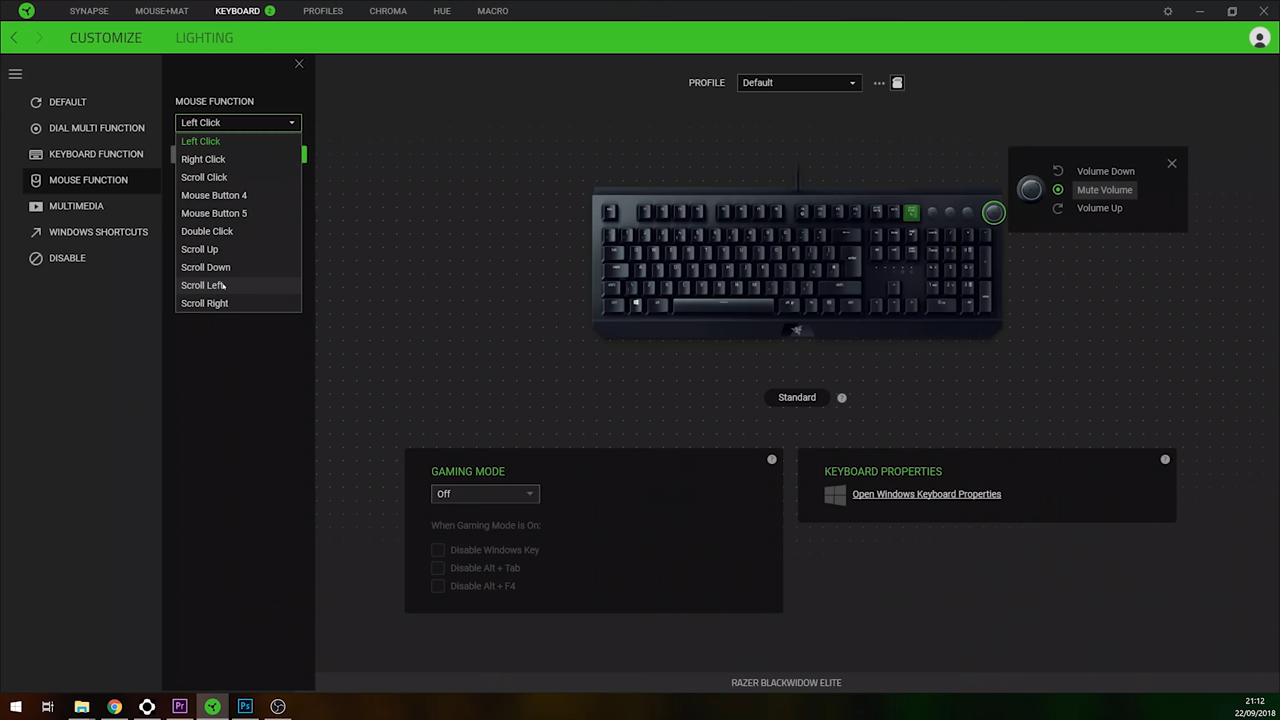 SYNAPSE MOUSE+MAT KEYBOARD 2 PROFILES CHROMA HUE MACRO
CUSTOMIZE LIGHTING
DEFAULT
DIAL MULTI FUNCTION
KEYBOARD FUNCTION
MOUSE FUNCTION
MULTIMEDIA
WINDOWS SHORTCUTS
DISABLE
MOUSE FUNCTION
Left Click
Left Click
Right Click
Scroll Click
Mouse Button 4
Mouse Button 5
Double Click
Scroll Up
Scroll Down
Scroll Left
Scroll Right
PROFILE Default
Volume Down
Mute Volume
Volume Up
Standard ?
GAMING MODE ?
Off
When Gaming Mode is On:
Disable Windows Key
Disable Alt + Tab
Disable Alt + F4
KEYBOARD PROPERTIES ?
Open Windows Keyboard Properties
RAZER BLACKWIDOW ELITE
Pr Ps
21:12
22/09/2018